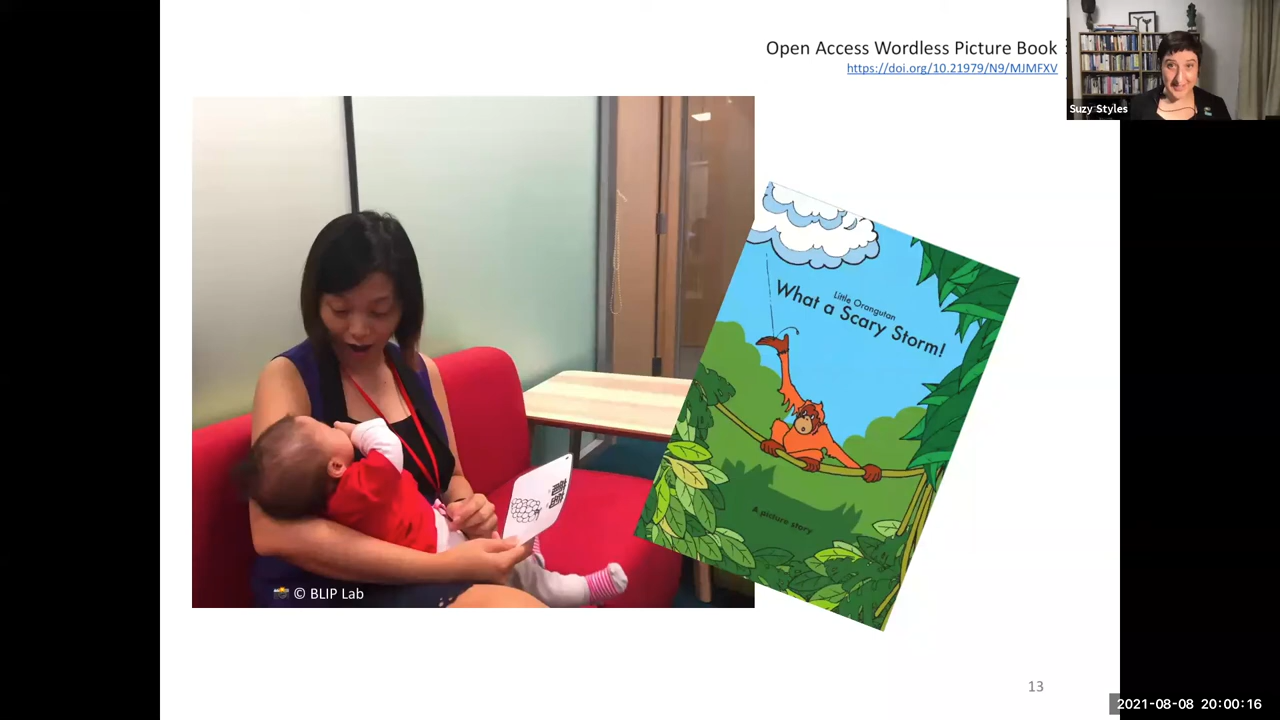 Open Access Wordless Picture Book
https://doi.org/10.21979/N9/MJMFXV
Suzy Styles
Little Orangutan
What a Scary Storm!
A picture story
© BLIP Lab
13
2021-08-08 20:00:16